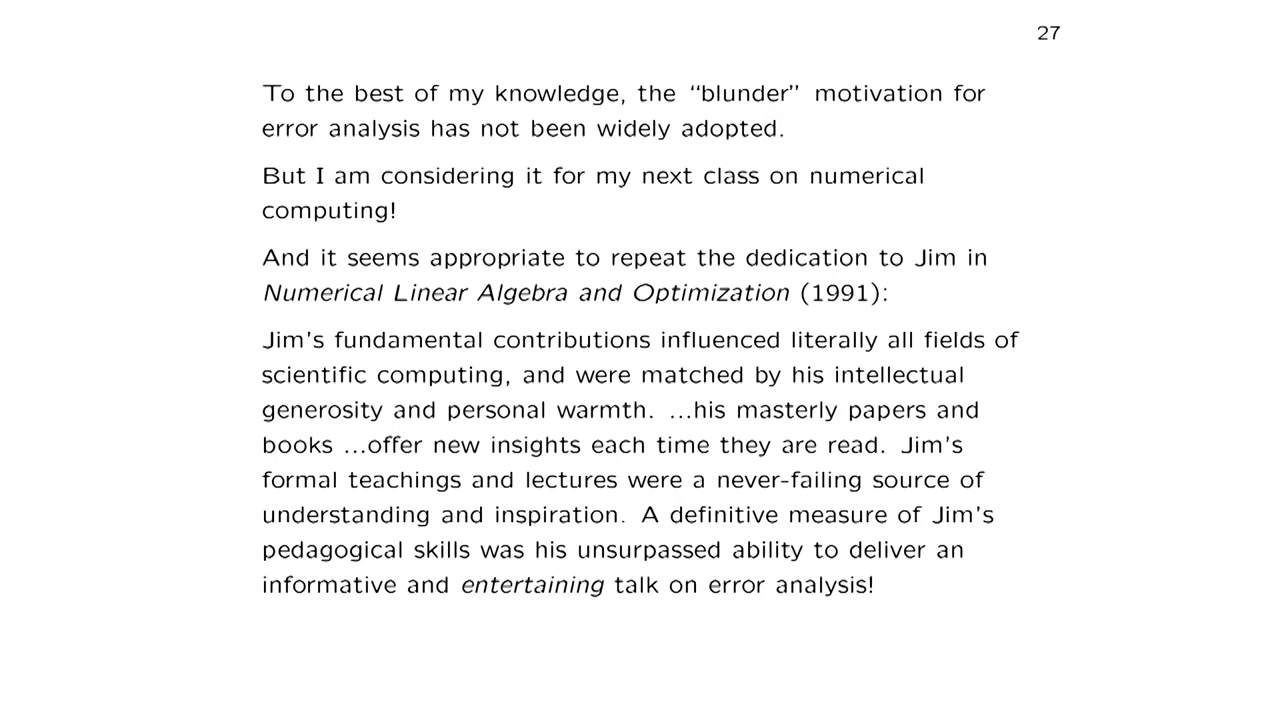 27
To the best of my knowledge, the “blunder” motivation for
error analysis has not been widely adopted.
But I am considering it for my next class on numerical
computing!
And it seems appropriate to repeat the dedication to Jim in
Numerical Linear Algebra and Optimization (1991):
Jim’s fundamental contributions influenced literally all fields of
scientific computing, and were matched by his intellectual
generosity and personal warmth. ...his masterly papers and
books ...offer new insights each time they are read. Jim’s
formal teachings and lectures were a never-failing source of
understanding and inspiration. A definitive measure of Jim’s
pedagogical skills was his unsurpassed ability to deliver an
informative and entertaining talk on error analysis!